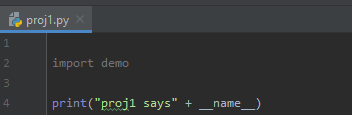 proj1.py
1
2 import demo
3
4 print("proj1 says" + __name__)